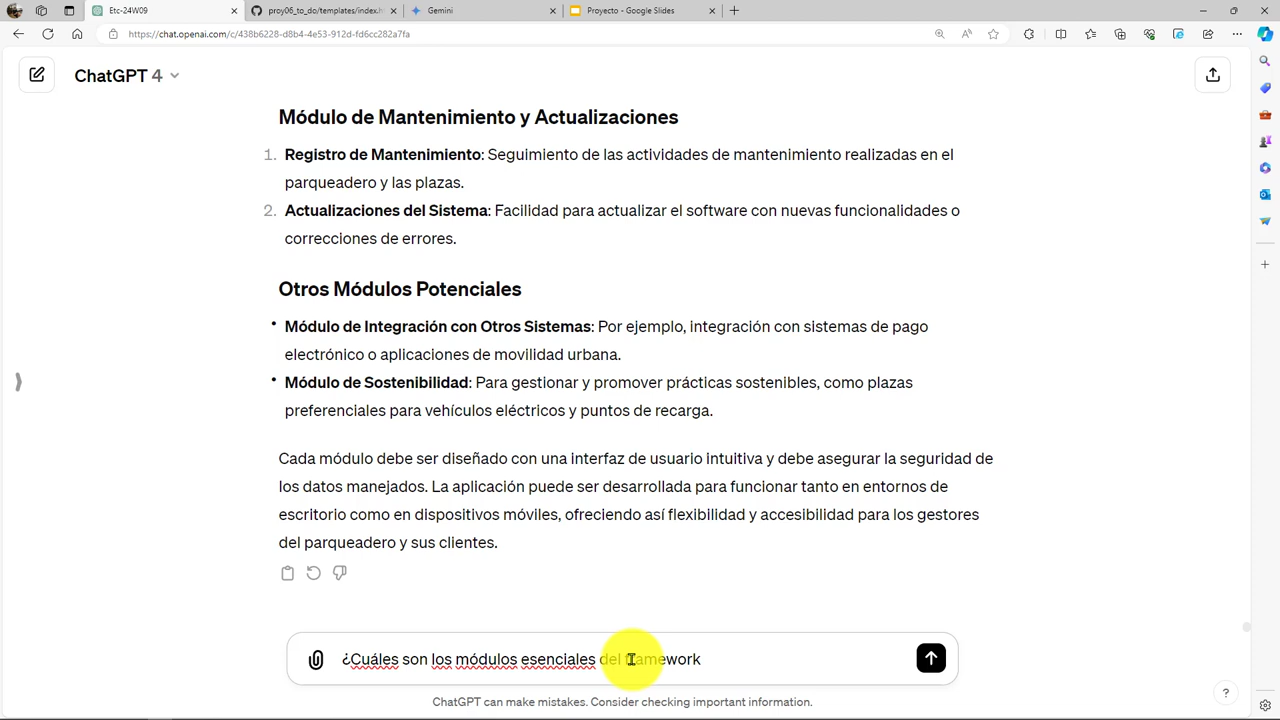 Etc-24W09
proy06_to_do/templates/index.h
Gemini
Proyecto - Google Slides
https://chat.openai.com/c/438b6228-d8b4-4e53-912d-fd6cc282a7fa
ChatGPT 4
Módulo de Mantenimiento y Actualizaciones
1. Registro de Mantenimiento: Seguimiento de las actividades de mantenimiento realizadas en el
parqueadero y las plazas.
2. Actualizaciones del Sistema: Facilidad para actualizar el software con nuevas funcionalidades o
correcciones de errores.
Otros Módulos Potenciales
• Módulo de Integración con Otros Sistemas: Por ejemplo, integración con sistemas de pago
electrónico o aplicaciones de movilidad urbana.
• Módulo de Sostenibilidad: Para gestionar y promover prácticas sostenibles, como plazas
preferenciales para vehículos eléctricos y puntos de recarga.
Cada módulo debe ser diseñado con una interfaz de usuario intuitiva y debe asegurar la seguridad de
los datos manejados. La aplicación puede ser desarrollada para funcionar tanto en entornos de
escritorio como en dispositivos móviles, ofreciendo así flexibilidad y accesibilidad para los gestores
del parqueadero y sus clientes.
¿Cuáles son los módulos esenciales del framework
ChatGPT can make mistakes. Consider checking important information.
?